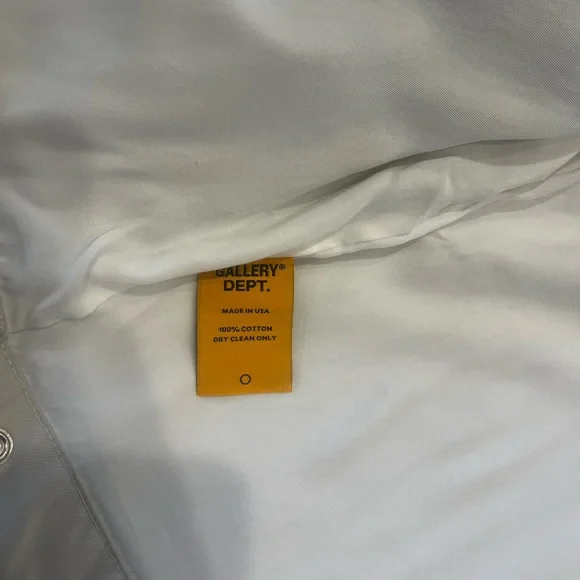 GALLERY®
DEPT.
MADE IN USA
100% COTTON
DRY CLEAN ONLY